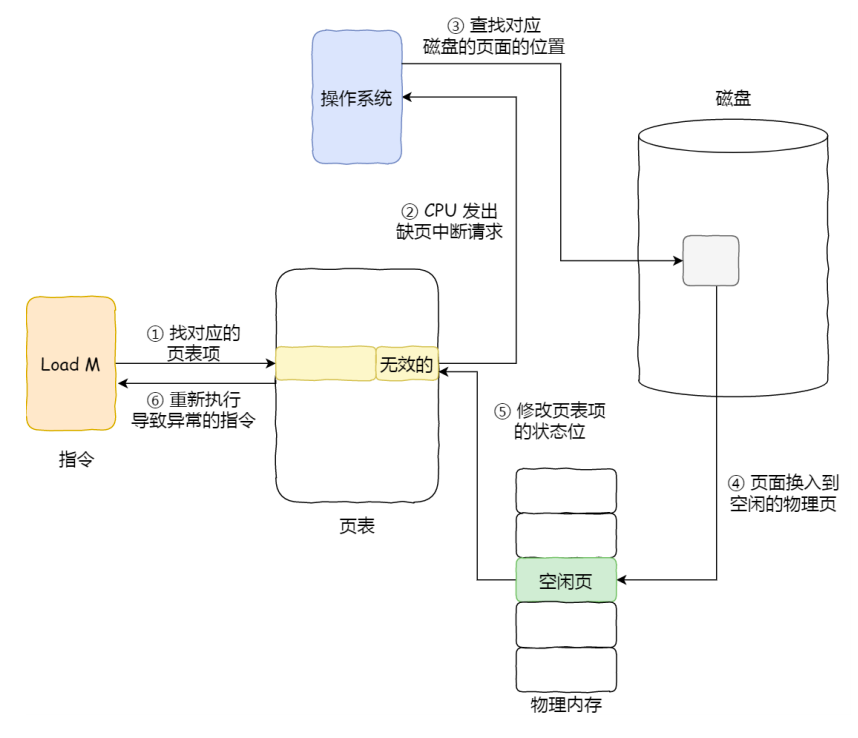 ③ 查找对应
磁盘的页面的位置
操作系统
磁盘
② CPU 发出
缺页中断请求
① 找对应的
页表项
Load M
无效的
⑥ 重新执行
导致异常的指令
指令
⑤ 修改页表项
的状态位
页表
④ 页面换入到
空闲的物理页
空闲页
物理内存